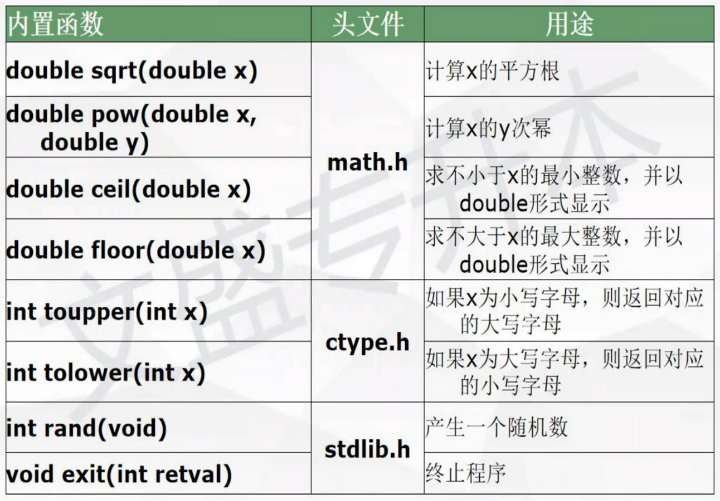 内置函数 头文件 用途
double sqrt(double x) 计算x的平方根
double pow(double x,
double y)
计算x的y次幂
math.h
double ceil(double x)
求不小于x的最小整数，并以
double形式显示
double floor(double x)
求不大于x的最大整数，并以
double形式显示
int toupper(int x)
如果x为小写字母，则返回对应
的大写字母
ctype.h
int tolower(int x)
如果x为大写字母，则返回对应
的小写字母
int rand(void) 产生一个随机数
stdlib.h
void exit(int retval) 终止程序
文盛专升本